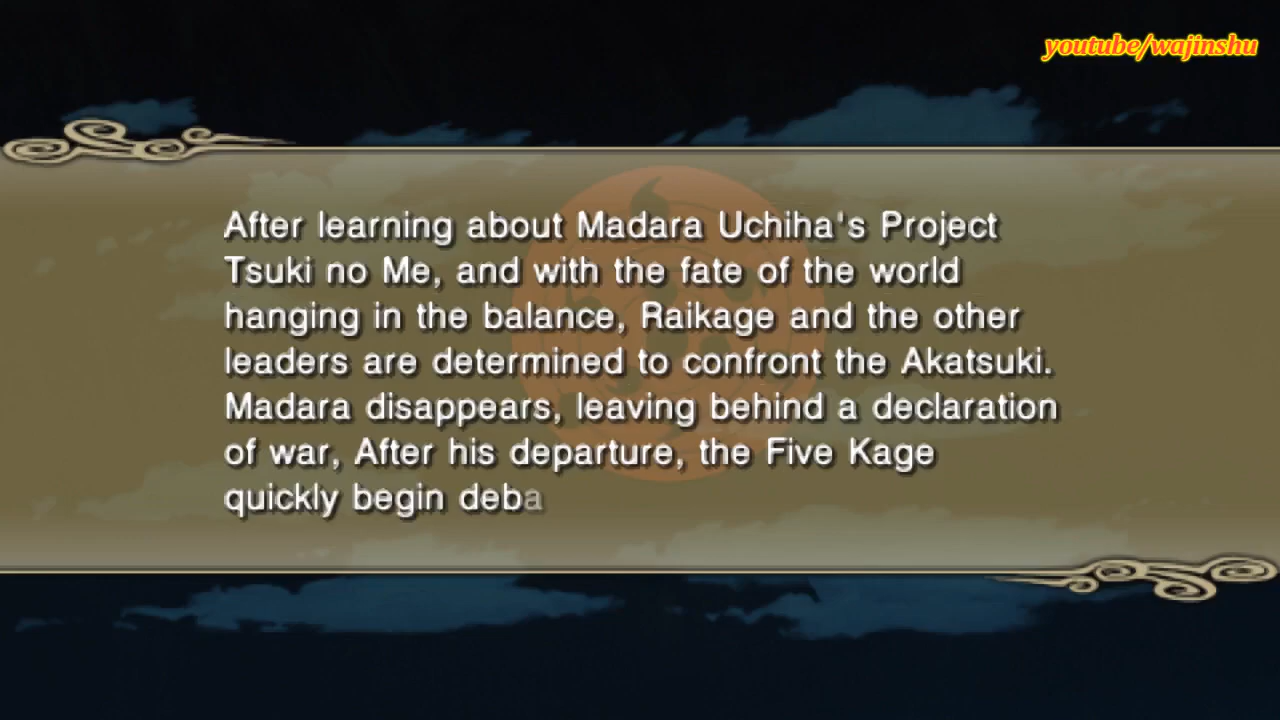 youtube/wajinshu
After learning about Madara Uchiha's Project
Tsuki no Me, and with the fate of the world
hanging in the balance, Raikage and the other
leaders are determined to confront the Akatsuki.
Madara disappears, leaving behind a declaration
of war, After his departure, the Five Kage
quickly begin deba